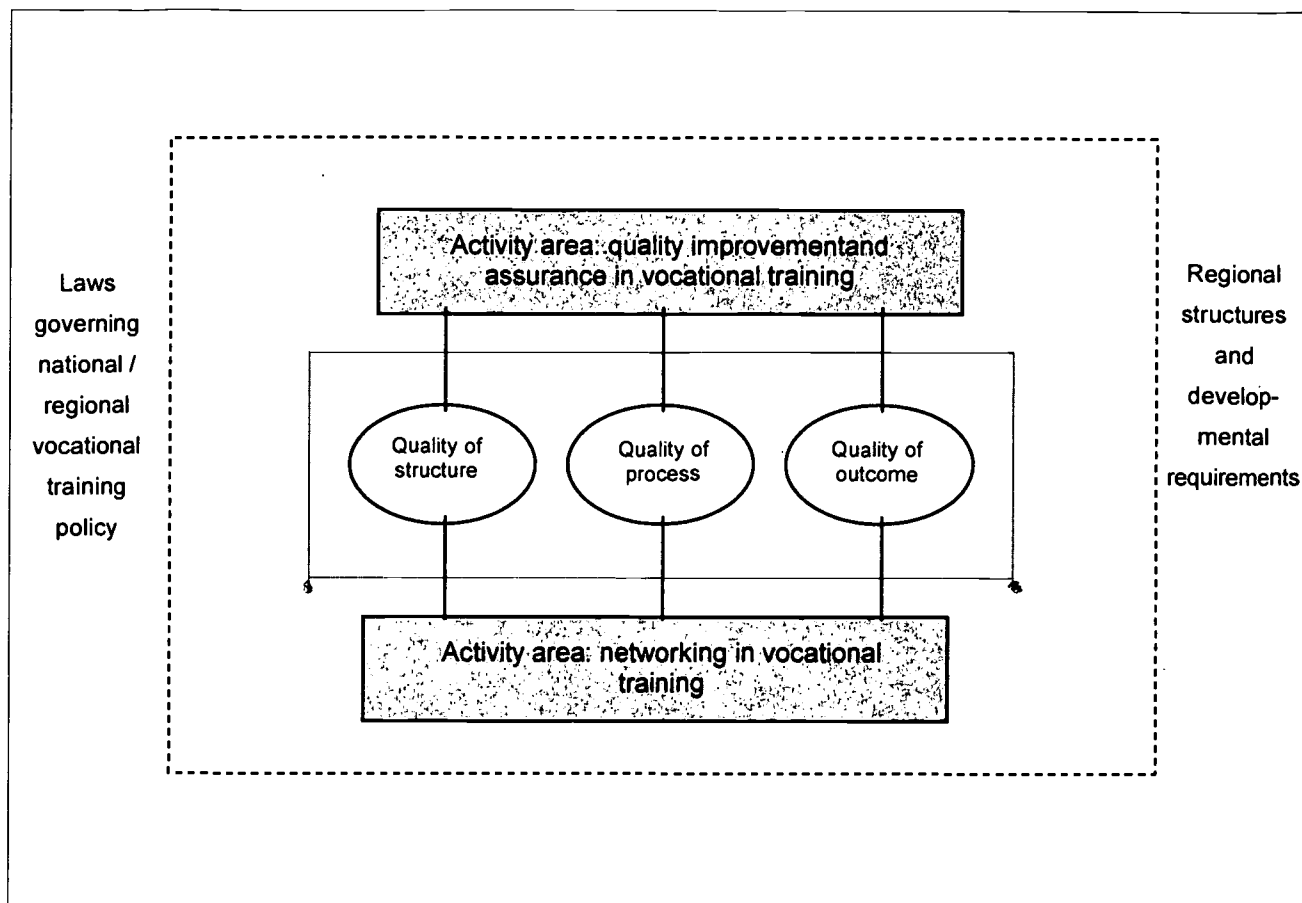 Activity area: quality improvementand
assurance in vocational training
Laws
governing
national /
regional
vocational
training
policy
Quality of
structure
Quality of
process
Quality of
outcome
Regional
structures
and
develop-
mental
requirements
Activity area: networking in vocational
training